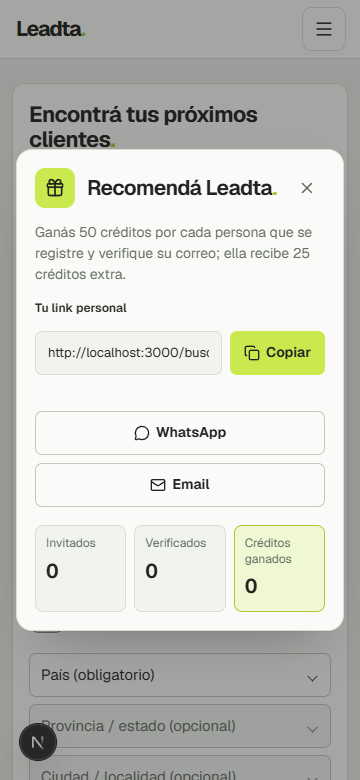 Leadta.
Encontrá tus próximos
clientes.
Recomendá Leadta.
Ganás 50 créditos por cada persona que se
registre y verifique su correo; ella recibe 25
créditos extra.
Tu link personal
http://localhost:3000/busc
Copiar
WhatsApp
Email
Invitados
0
Verificados
0
Créditos
ganados
0
País (obligatorio)
Provincia / estado (opcional)
N
Ciudad / localidad (opcional)